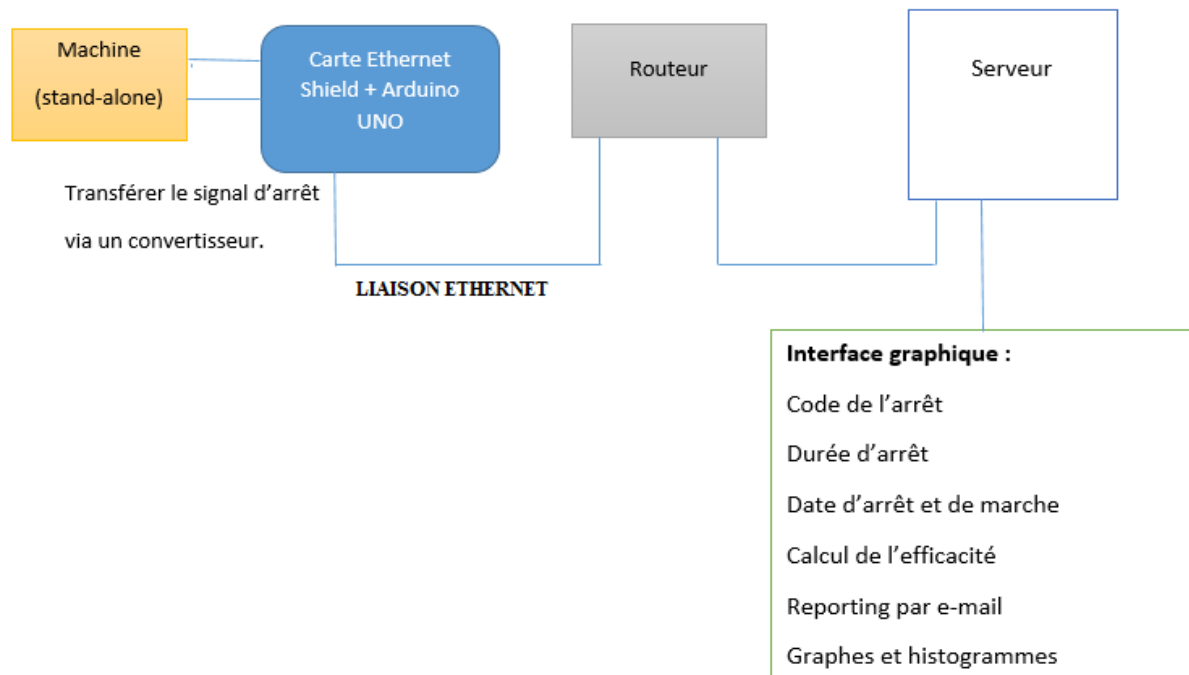 Machine
(stand-alone)
Carte Ethernet
Shield + Arduino
UNO
Routeur
Serveur
Transférer le signal d’arrêt
via un convertisseur.
LIAISON ETHERNET
Interface graphique :
Code de l’arrêt
Durée d’arrêt
Date d’arrêt et de marche
Calcul de l’efficacité
Reporting par e-mail
Graphes et histogrammes